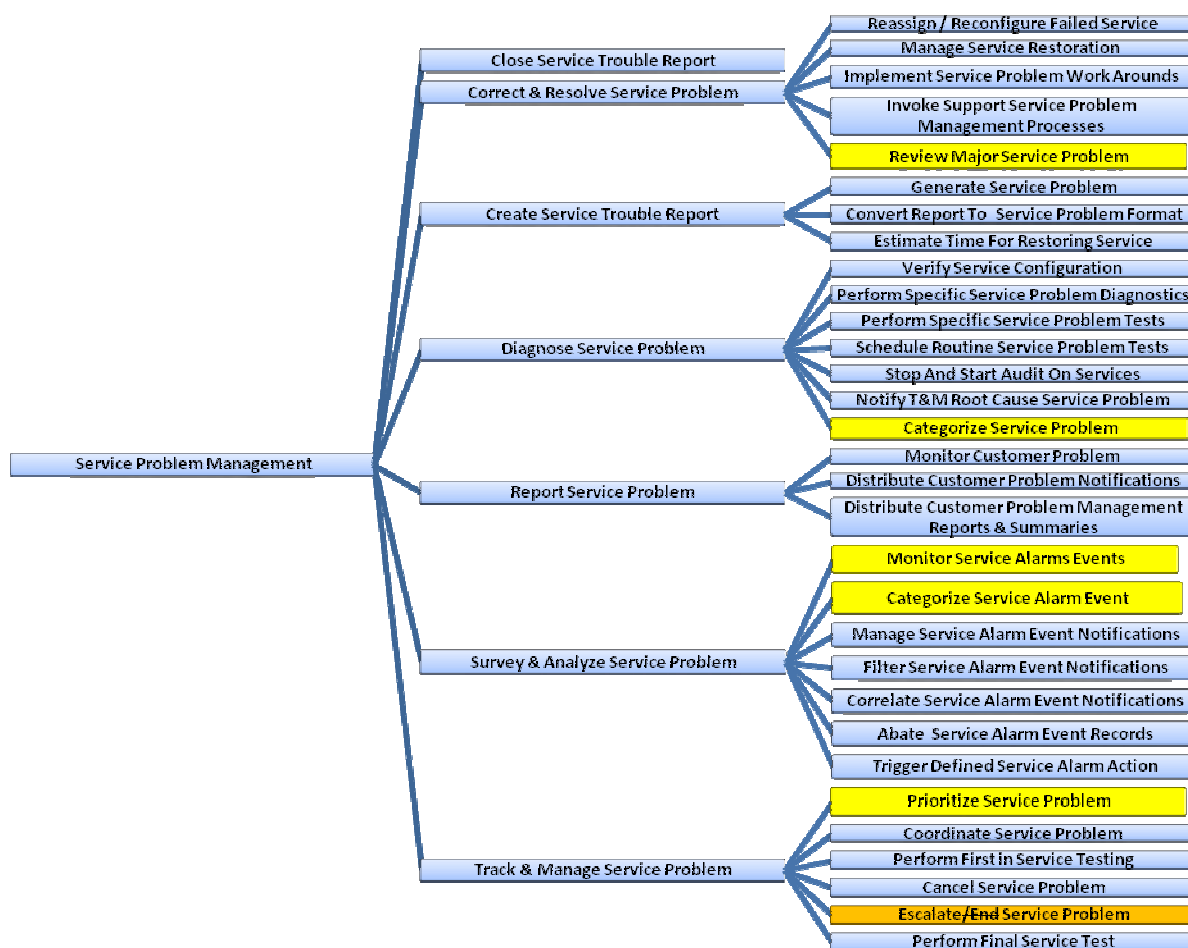 Reassign / Reconfigure Failed Service
Manage Service Restoration
Close Service Trouble Report
Implement Service Problem Work Arounds
Correct & Resolve Service Problem
Invoke Support Service Problem
Management Processes
Review Major Service Problem
Generate Service Problem
Create Service Trouble Report
Convert Report To Service Problem Format
Estimate Time For Restoring Service
Verify Service Configuration
Perform Specific Service Problem Diagnostics
Perform Specific Service Problem Tests
Diagnose Service Problem
Schedule Routine Service Problem Tests
Stop And Start Audit On Services
Notify T&M Root Cause Service Problem
Categorize Service Problem
Service Problem Management
Monitor Customer Problem
Distribute Customer Problem Notifications
Report Service Problem
Distribute Customer Problem Management
Reports & Summaries
Monitor Service Alarms Events
Categorize Service Alarm Event
Manage Service Alarm Event Notifications
Survey & Analyze Service Problem
Filter Service Alarm Event Notifications
Correlate Service Alarm Event Notifications
Abate Service Alarm Event Records
Trigger Defined Service Alarm Action
Prioritize Service Problem
Coordinate Service Problem
Perform First in Service Testing
Track & Manage Service Problem
Cancel Service Problem
Escalate/End Service Problem
Perform Final Service Test